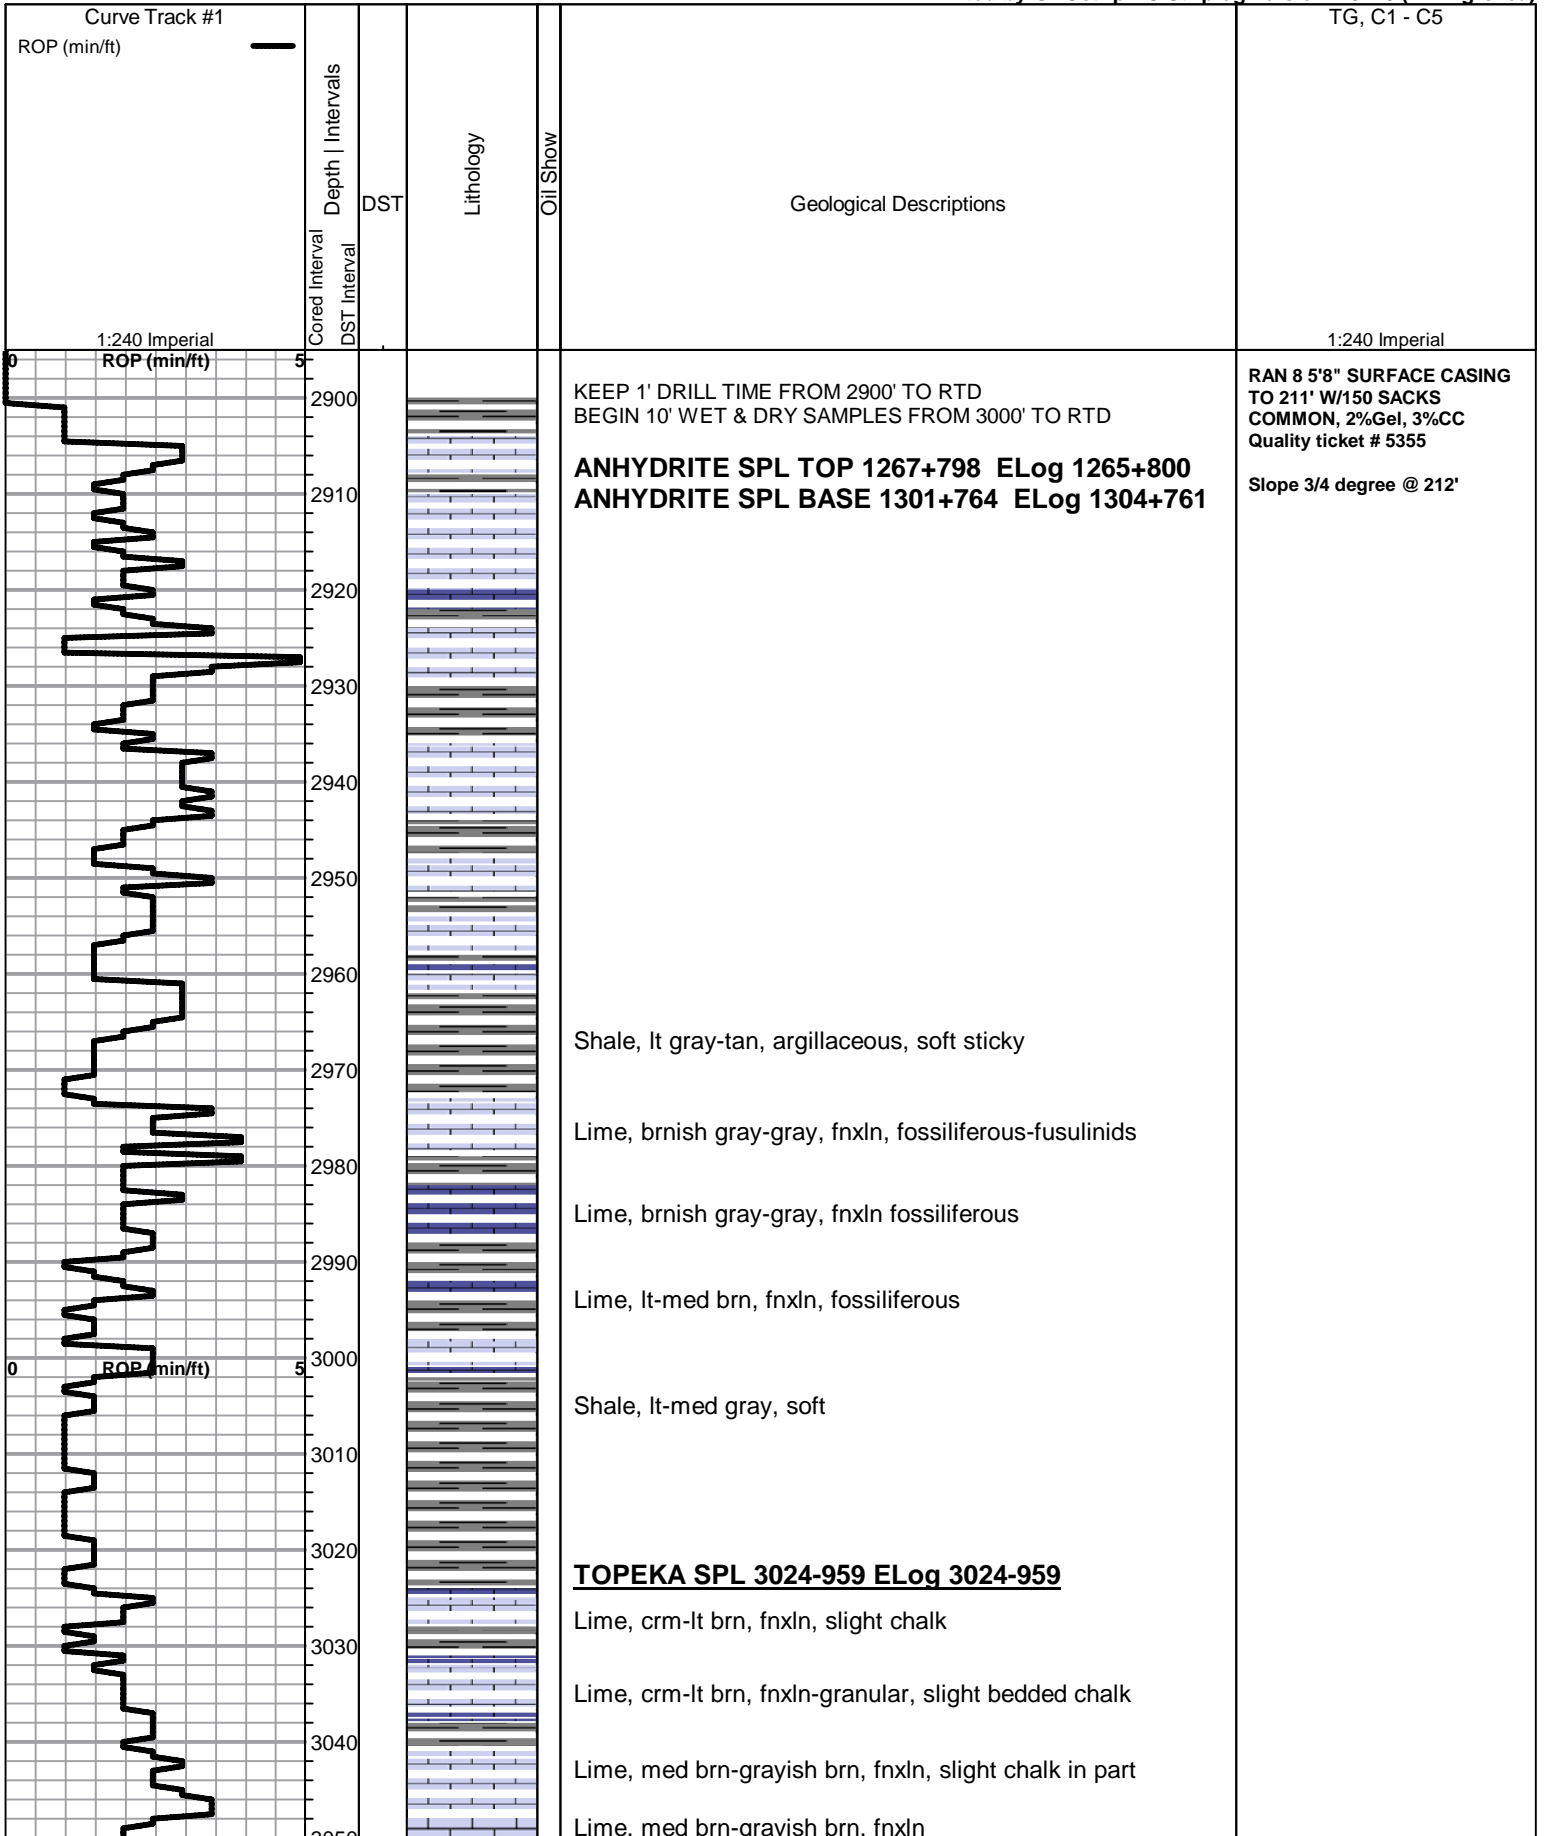 Curve Track #1
ROP (min/ft)
1:240 Imperial
Depth | Intervals
Cored Interval
DST Interval
DST
Lithology
Oil Show
Geological Descriptions
TG, C1 - C5
1:240 Imperial
0 ROP (min/ft) 5
2900
KEEP 1' DRILL TIME FROM 2900' TO RTD
BEGIN 10' WET & DRY SAMPLES FROM 3000' TO RTD
ANHYDRITE SPL TOP 1267+798 ELog 1265+800
ANHYDRITE SPL BASE 1301+764 ELog 1304+761
RAN 8 5'8" SURFACE CASING
TO 211' W/150 SACKS
COMMON, 2%Gel, 3%CC
Quality ticket # 5355
Slope 3/4 degree @ 212'
2910
2920
2930
2940
2950
2960
Shale, lt gray-tan, argillaceous, soft sticky
2970
Lime, brnish gray-gray, fnxln, fossiliferous-fusulinids
2980
Lime, brnish gray-gray, fnxln fossiliferous
2990
Lime, lt-med brn, fnxln, fossiliferous
3000
0 ROP (min/ft) 5
Shale, lt-med gray, soft
3010
3020
TOPEKA SPL 3024-959 ELog 3024-959
Lime, crm-lt brn, fnxln, slight chalk
3030
Lime, crm-lt brn, fnxln-granular, slight bedded chalk
3040
Lime, med brn-grayish brn, fnxln, slight chalk in part
Lime, med brn-grayish brn, fnxln
3050